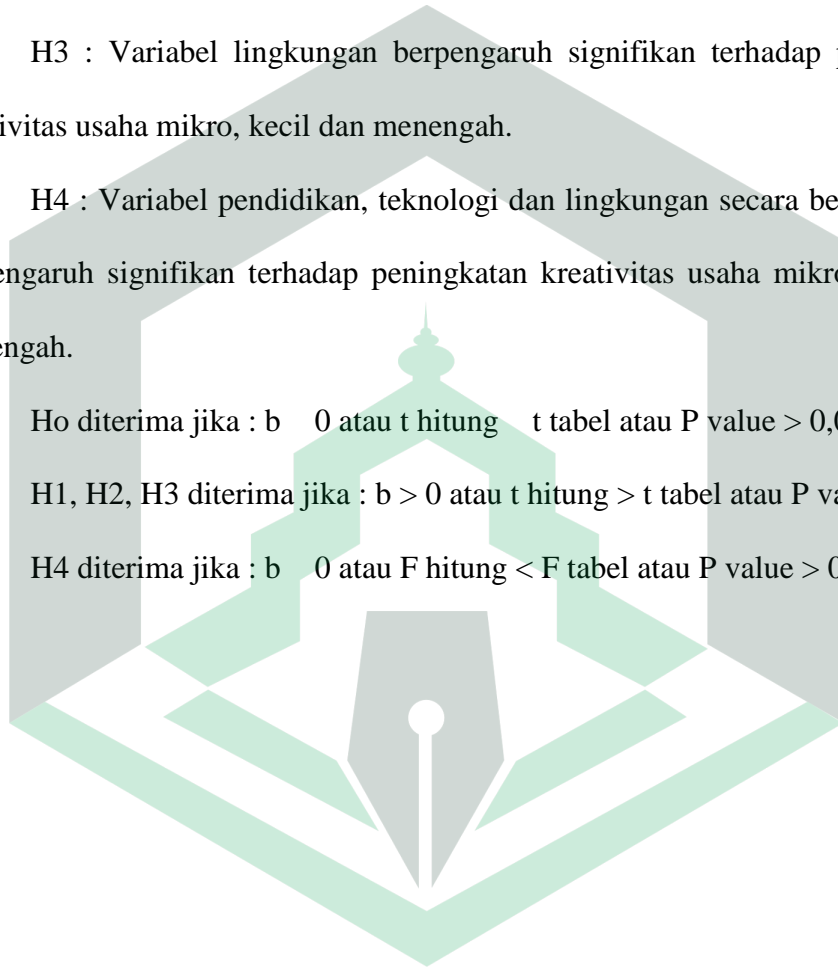 H3 : Variabel lingkungan berpengaruh signifikan terhadap
ivitas usaha mikro, kecil dan menengah.
H4 : Variabel pendidikan, teknologi dan lingkungan secara be
engaruh signifikan terhadap peningkatan kreativitas usaha mikro
engah.
Ho diterima jika : b 0 atau t hitung t tabel atau P value > 0,
H1, H2, H3 diterima jika : b > 0 atau t hitung > t tabel atau P va
H4 diterima jika : b 0 atau F hitung < F tabel atau P value > 0